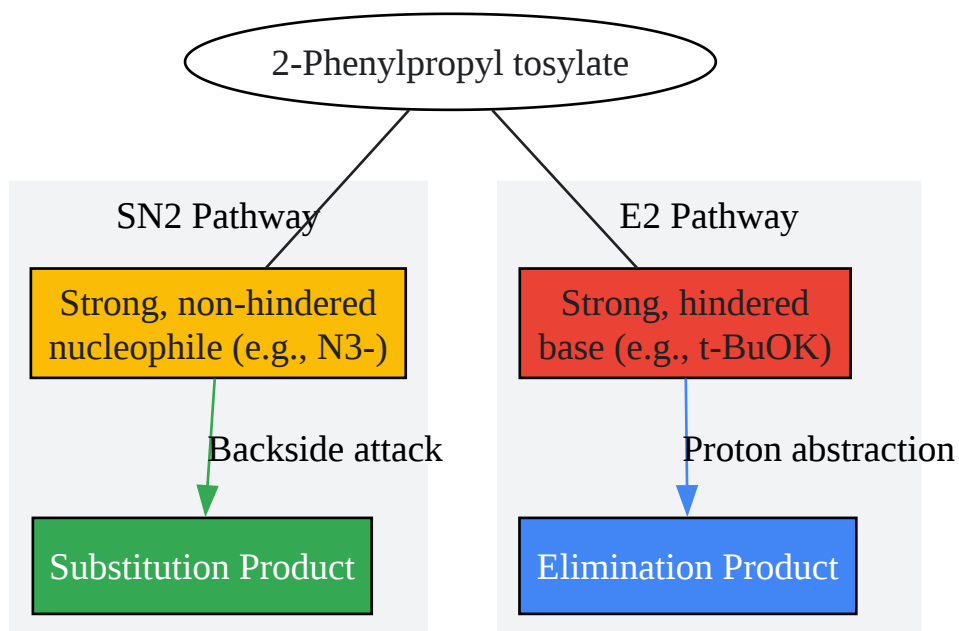 2-Phenylpropyl tosylate
SN2 Pathway
Strong, non-hindered
nucleophile (e.g., N3-)
Backside attack
Substitution Product
E2 Pathway
Strong, hindered
base (e.g., t-BuOK)
Proton abstraction
Elimination Product